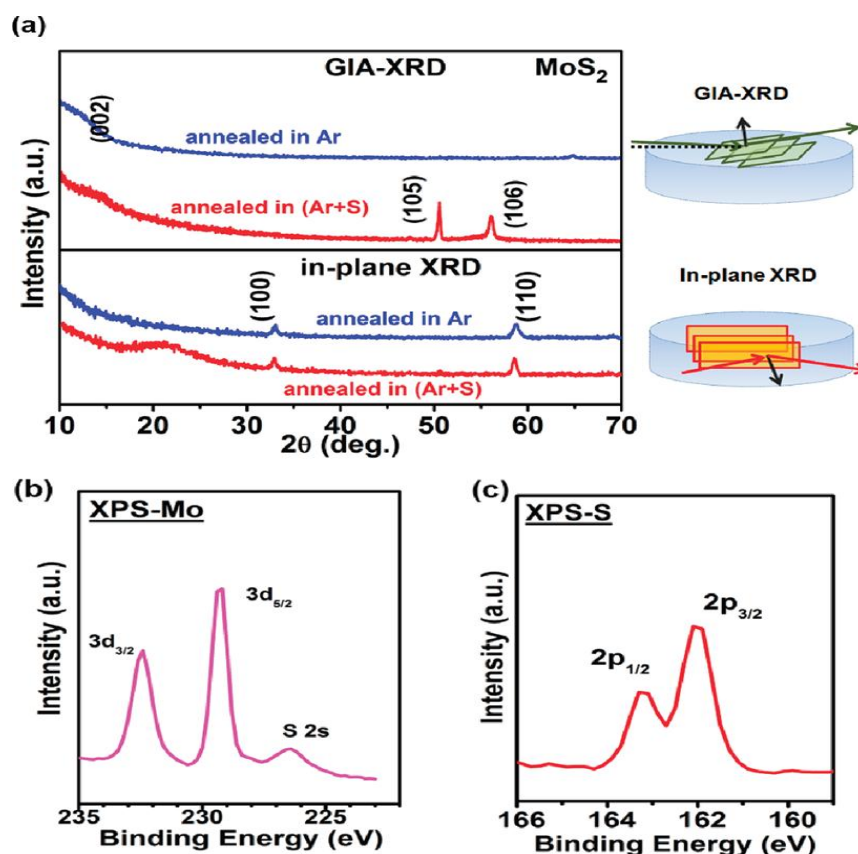 (a)
GIA-XRD MoS₂
(002)
annealed in Ar
annealed in (Ar+S)
(105)
(106)
in-plane XRD
(100)
annealed in Ar
(110)
annealed in (Ar+S)
Intensity (a.u.)
10 20 30 40 50 60 70
2θ (deg.)
GIA-XRD
In-plane XRD
(b)
XPS-Mo
3d₃/₂
3d₅/₂
S 2s
Intensity (a.u.)
235 230 225
Binding Energy (eV)
(c)
XPS-S
2p₁/₂
2p₃/₂
Intensity (a.u.)
166 164 162 160
Binding Energy (eV)